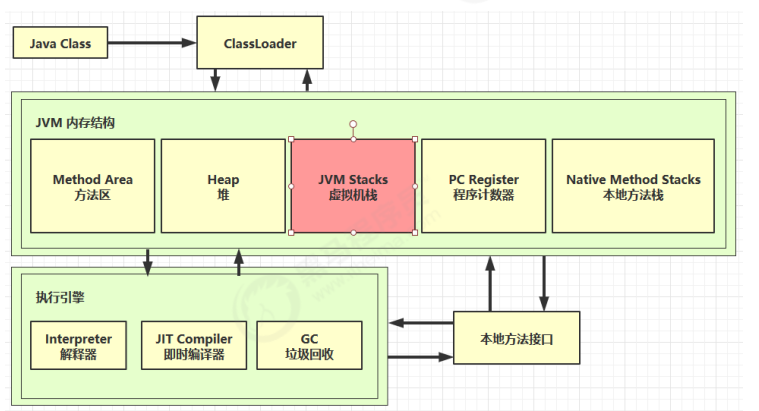 Java Class
ClassLoader
JVM 内存结构
Method Area
方法区
Heap
堆
JVM Stacks
虚拟机栈
PC Register
程序计数器
Native Method Stacks
本地方法栈
执行引擎
Interpreter
解释器
JIT Compiler
即时编译器
GC
垃圾回收
本地方法接口